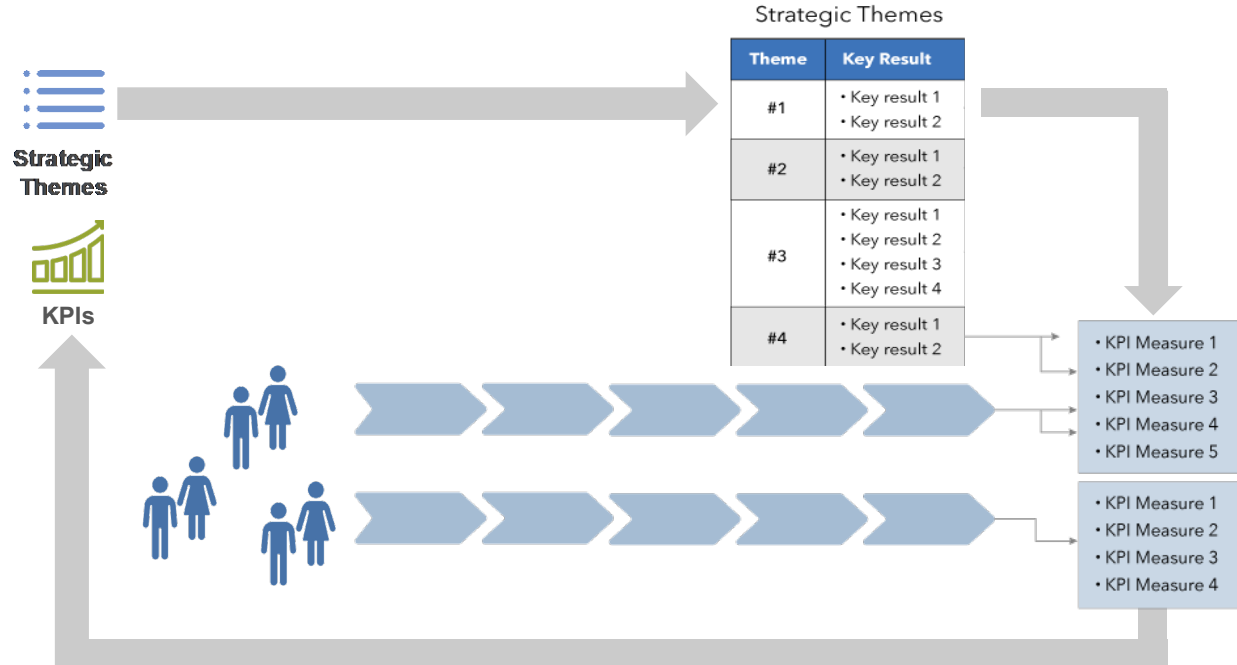 Strategic Themes
Theme Key Result
#1
• Key result 1
• Key result 2
#2
• Key result 1
• Key result 2
#3
• Key result 1
• Key result 2
• Key result 3
• Key result 4
#4
• Key result 1
• Key result 2
Strategic
Themes
KPIs
• KPI Measure 1
• KPI Measure 2
• KPI Measure 3
• KPI Measure 4
• KPI Measure 5
• KPI Measure 1
• KPI Measure 2
• KPI Measure 3
• KPI Measure 4